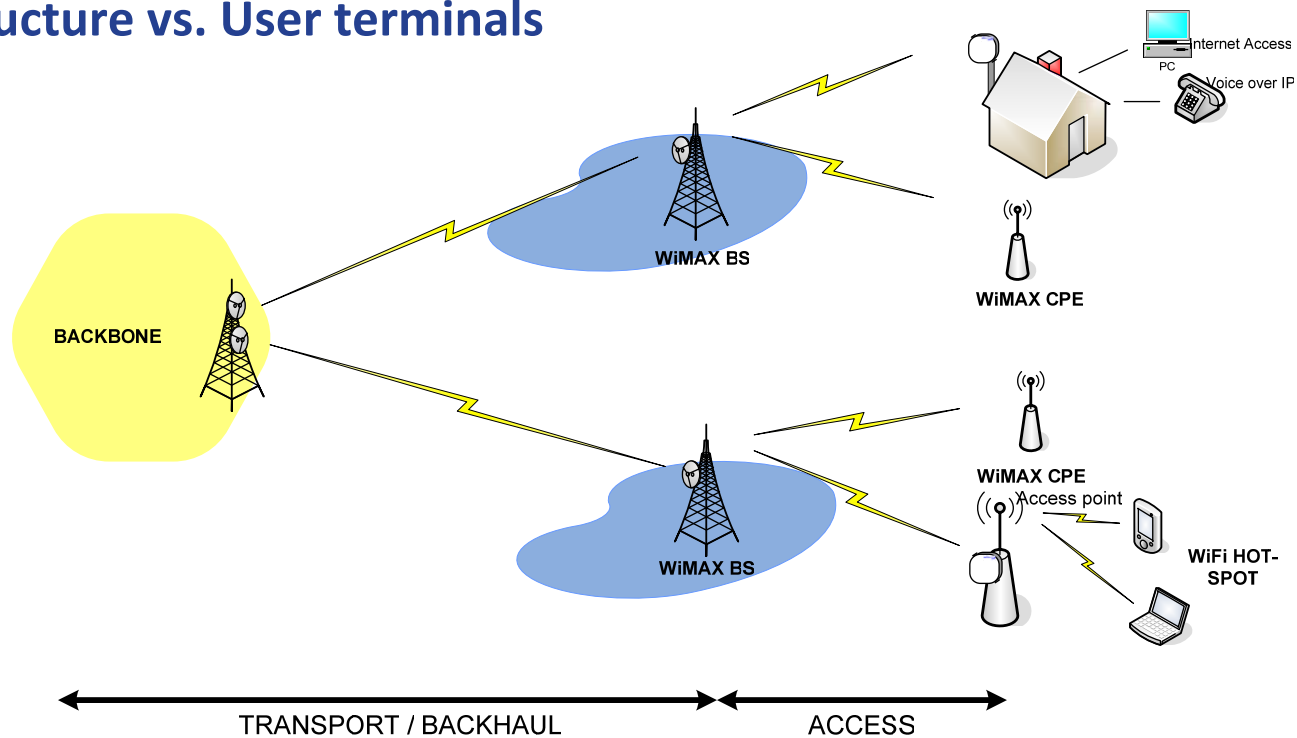 ucture vs. User terminals
Internet Access
PC
Voice over IP
WiMAX BS
WiMAX CPE
BACKBONE
WiMAX CPE
Access point
WiFi HOT-
SPOT
WiMAX BS
TRANSPORT / BACKHAUL
ACCESS